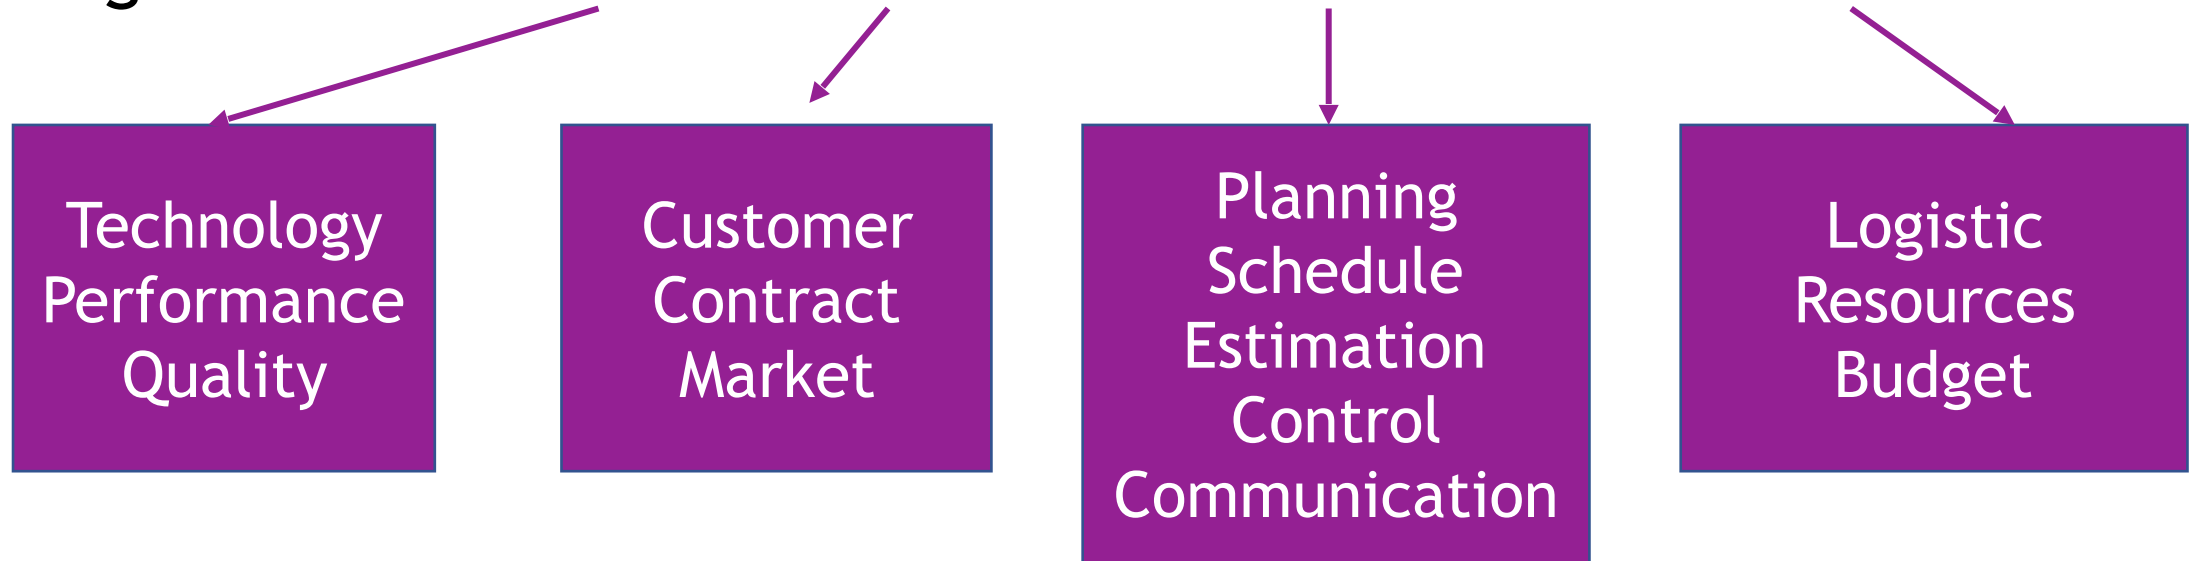 Technology
Performance
Quality
Customer
Contract
Market
Planning
Schedule
Estimation
Control
Communication
Logistic
Resources
Budget